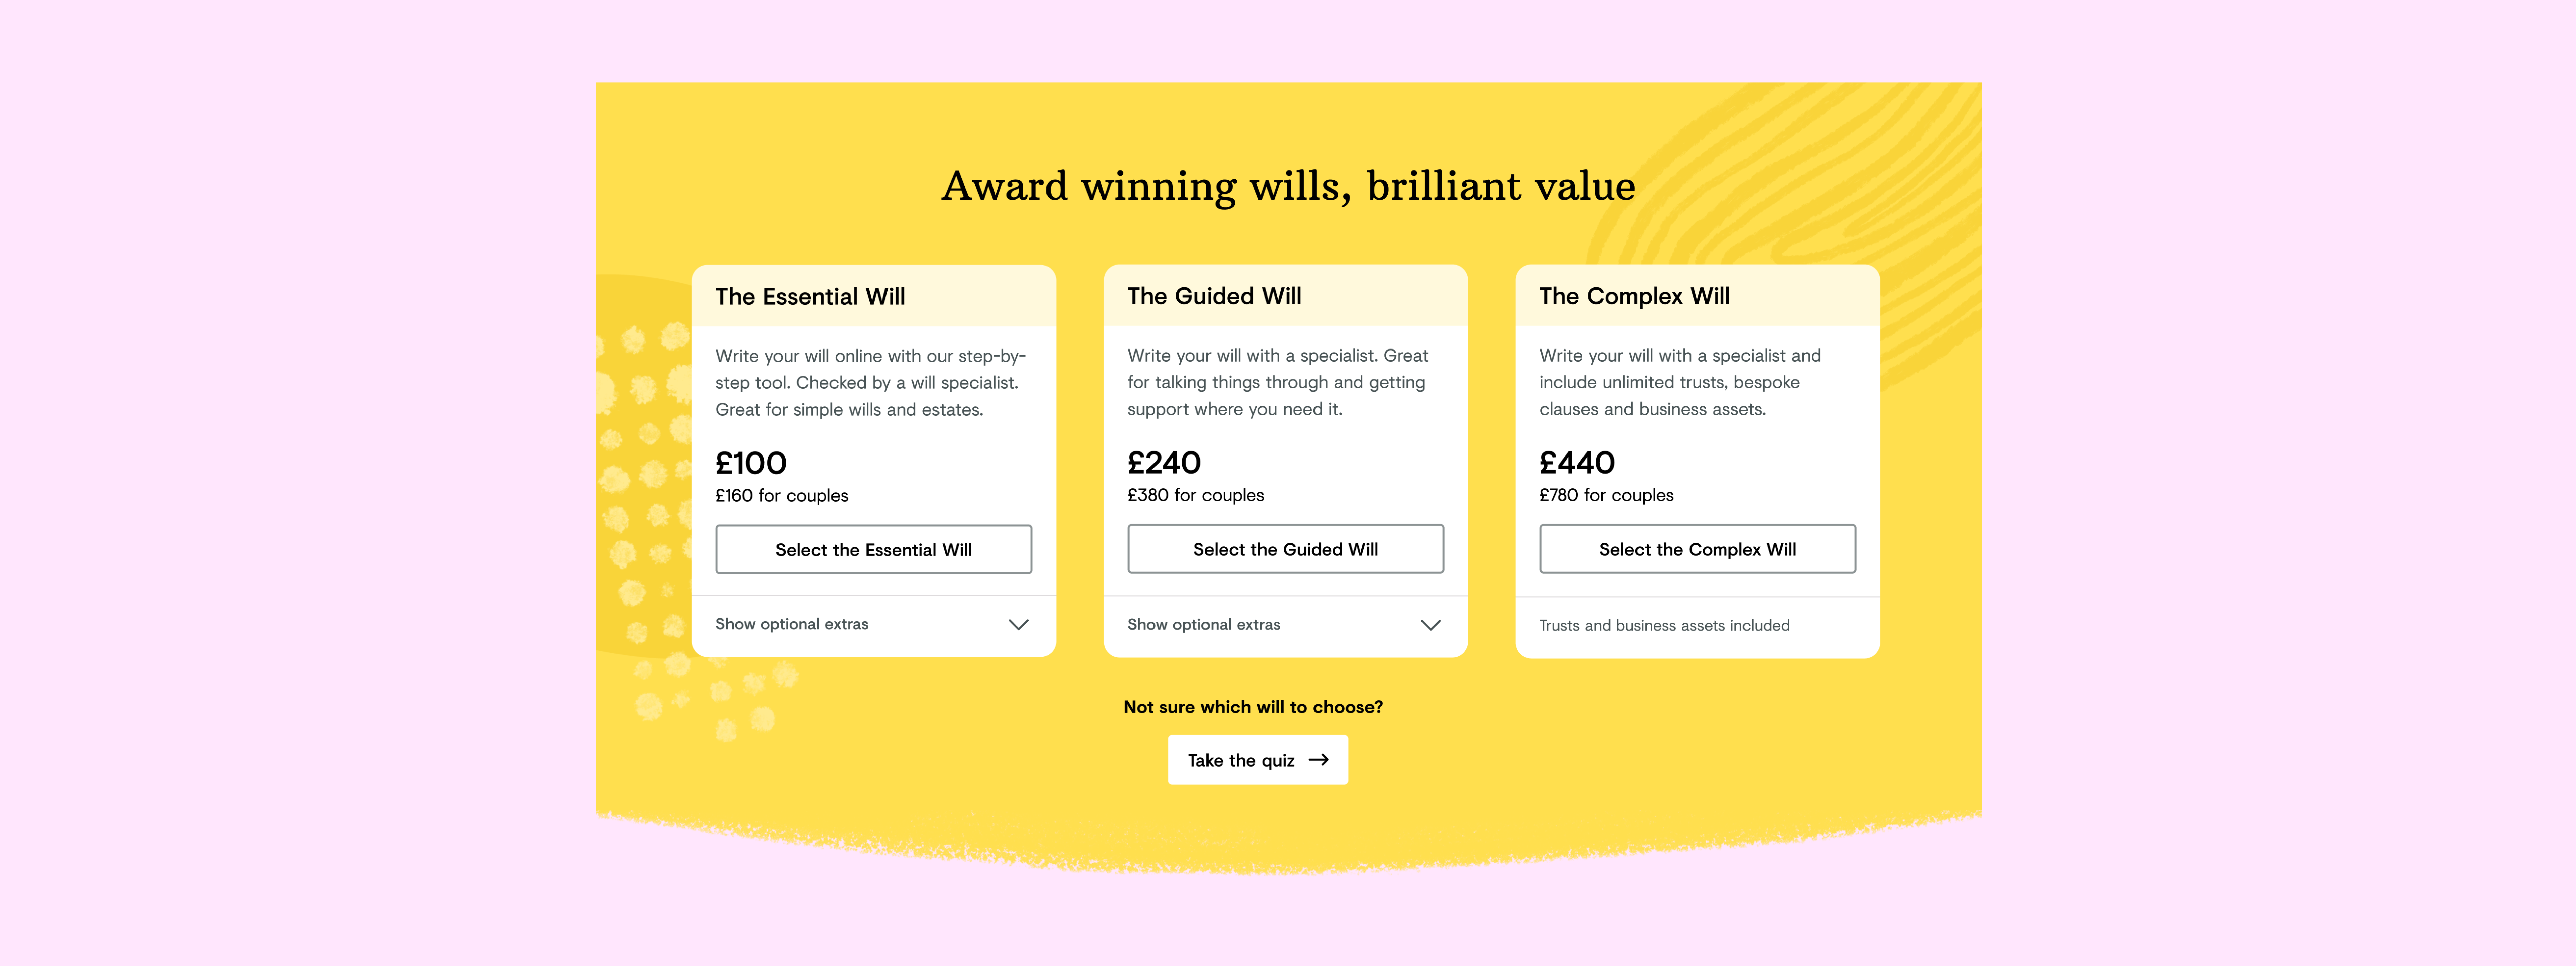 Award winning wills, brilliant value
The Essential Will
Write your will online with our step-by-
step tool. Checked by a will specialist.
Great for simple wills and estates.
£100
£160 for couples
Select the Essential Will
Show optional extras
The Guided Will
Write your will with a specialist. Great
for talking things through and getting
support where you need it.
£240
£380 for couples
Select the Guided Will
Show optional extras
The Complex Will
Write your will with a specialist and
include unlimited trusts, bespoke
clauses and business assets.
£440
£780 for couples
Select the Complex Will
Trusts and business assets included
Not sure which will to choose?
Take the quiz →